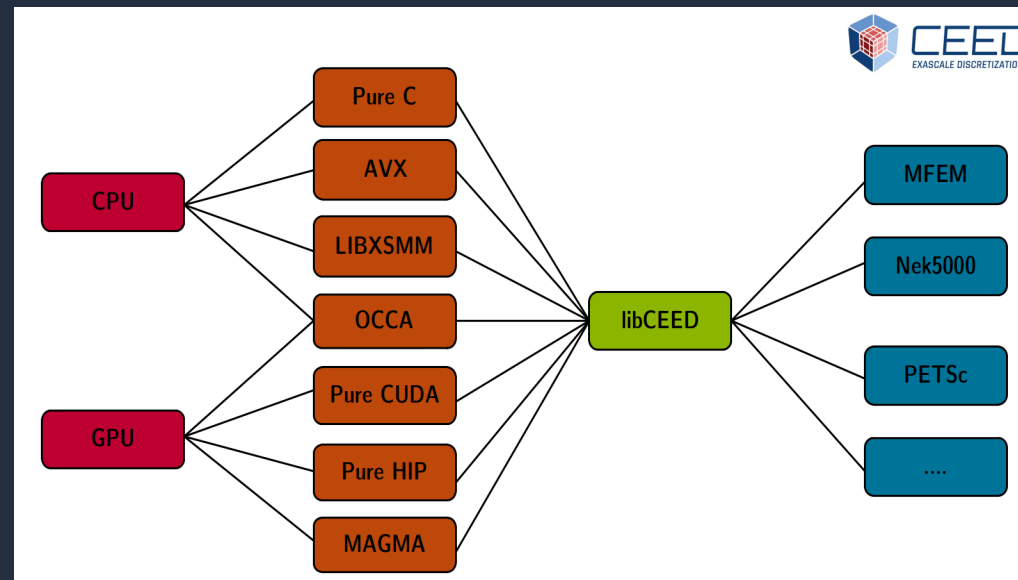 CEED
EXASCALE DISCRETIZATIO
Pure C
AVX
LIBXSMM
OCCA
Pure CUDA
Pure HIP
MAGMA
CPU
GPU
libCEED
MFEM
Nek5000
PETSc
....